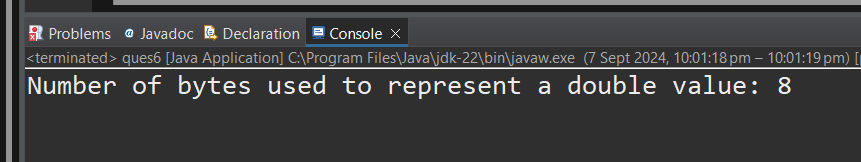 Problems @ Javadoc Declaration Console ×
<terminated> ques6 [Java Application] C:\Program Files\Java\jdk-22\bin\javaw.exe (7 Sept 2024, 10:01:18 pm – 10:01:19 pm) [
Number of bytes used to represent a double value: 8